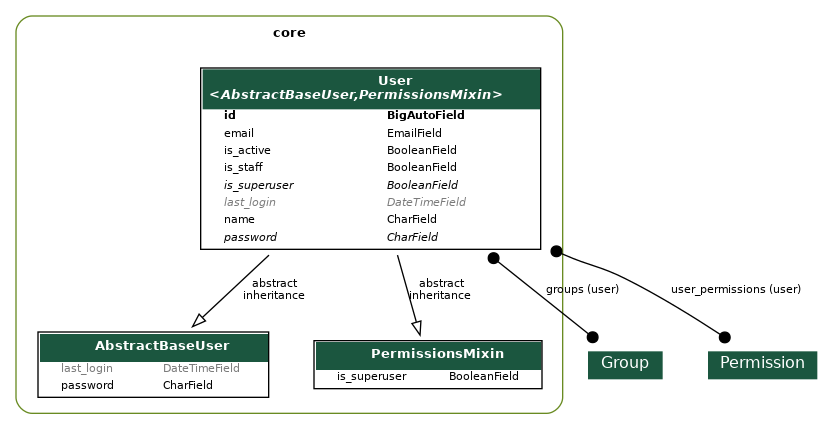 core
User
<AbstractBaseUser,PermissionsMixin>
id BigAutoField
email EmailField
is_active BooleanField
is_staff BooleanField
is_superuser BooleanField
last_login DateTimeField
name CharField
password CharField
abstract
inheritance
abstract
inheritance
groups (user)
user_permissions (user)
AbstractBaseUser
last_login DateTimeField
password CharField
PermissionsMixin
is_superuser BooleanField
Group
Permission